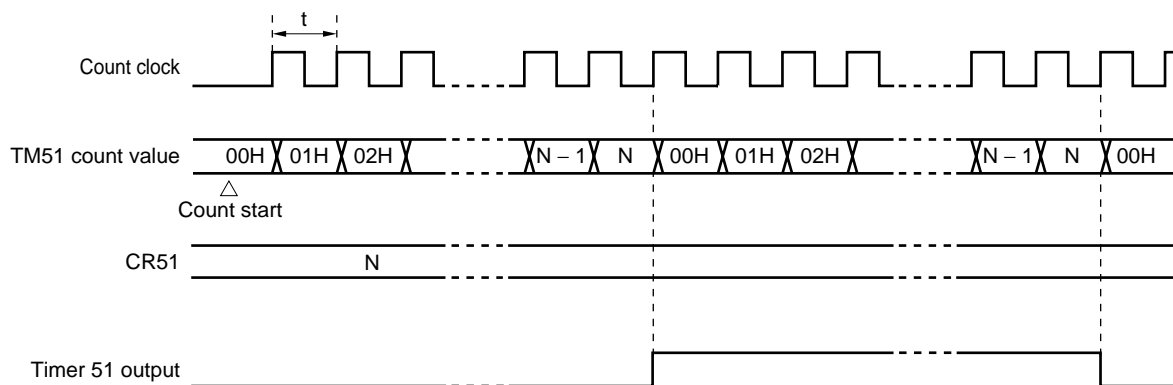 t
Count clock
TM51 count value 00H 01H 02H N – 1 N 00H 01H 02H N – 1 N 00H
△
Count start
CR51 N
Timer 51 output